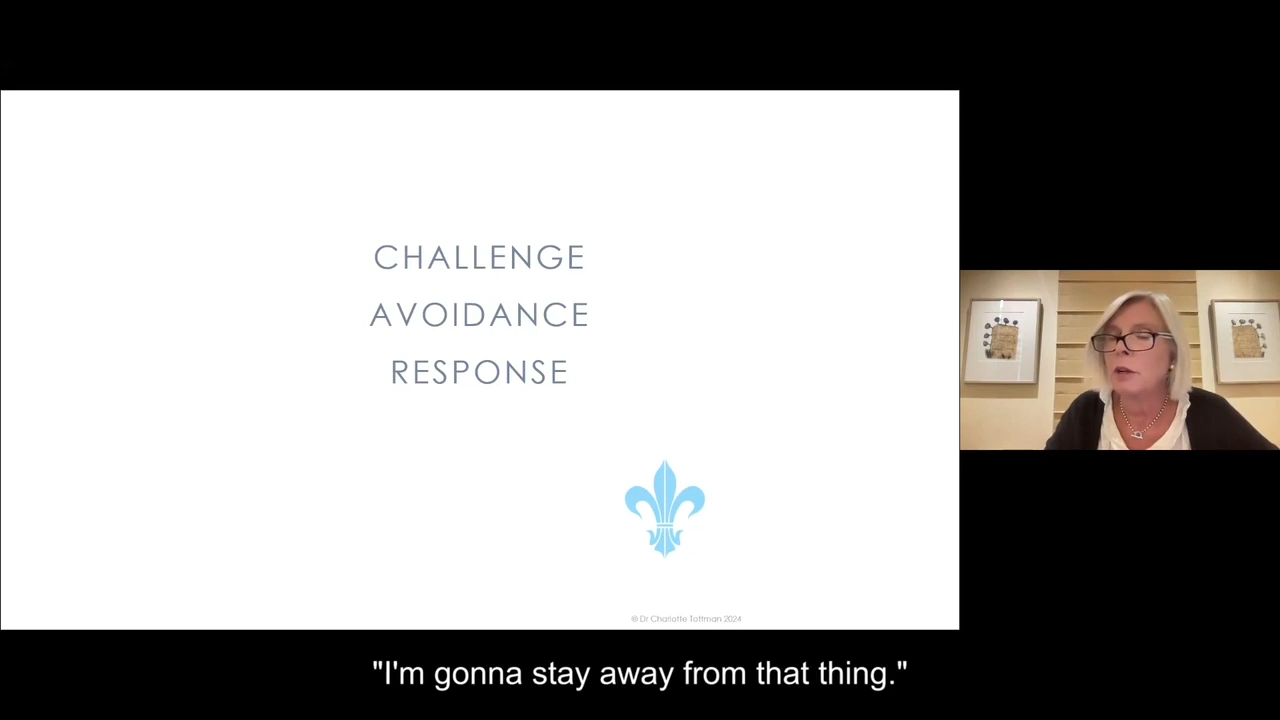 CHALLENGE
AVOIDANCE
RESPONSE
© Dr Charlotte Tottman 2024
"I'm gonna stay away from that thing."